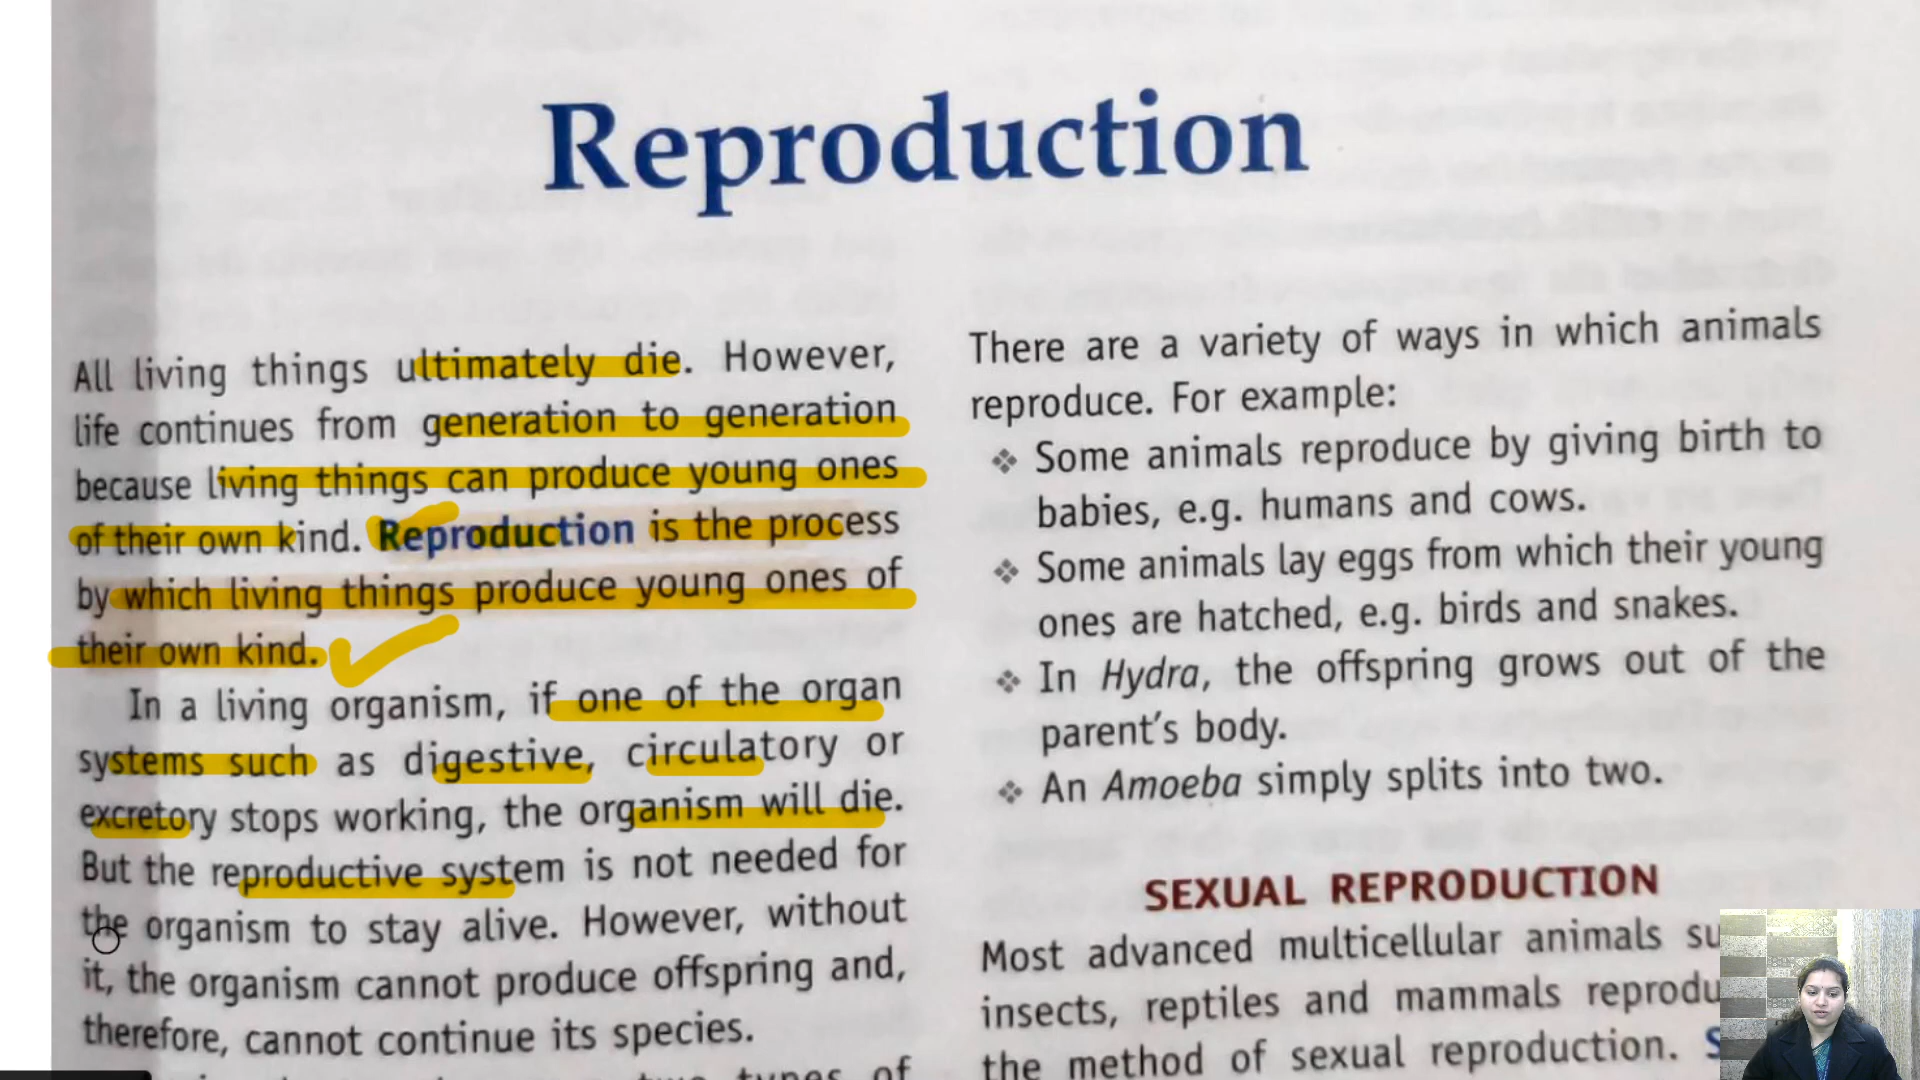 Reproduction
All living things ultimately die. However,
life continues from generation to generation
because living things can produce young ones
of their own kind. Reproduction is the process
by which living things produce young ones of
their own kind.
In a living organism, if one of the organ
systems such as digestive, circulatory or
excretory stops working, the organism will die.
But the reproductive system is not needed for
the organism to stay alive. However, without
it, the organism cannot produce offspring and,
therefore, cannot continue its species.
two types of
There are a variety of ways in which animals
reproduce. For example:
❖ Some animals reproduce by giving birth to
babies, e.g. humans and cows.
❖ Some animals lay eggs from which their young
ones are hatched, e.g. birds and snakes.
❖ In Hydra, the offspring grows out of the
parent's body.
❖ An Amoeba simply splits into two.
SEXUAL REPRODUCTION
Most advanced multicellular animals su
insects, reptiles and mammals reprodu
the method of sexual reproduction. S